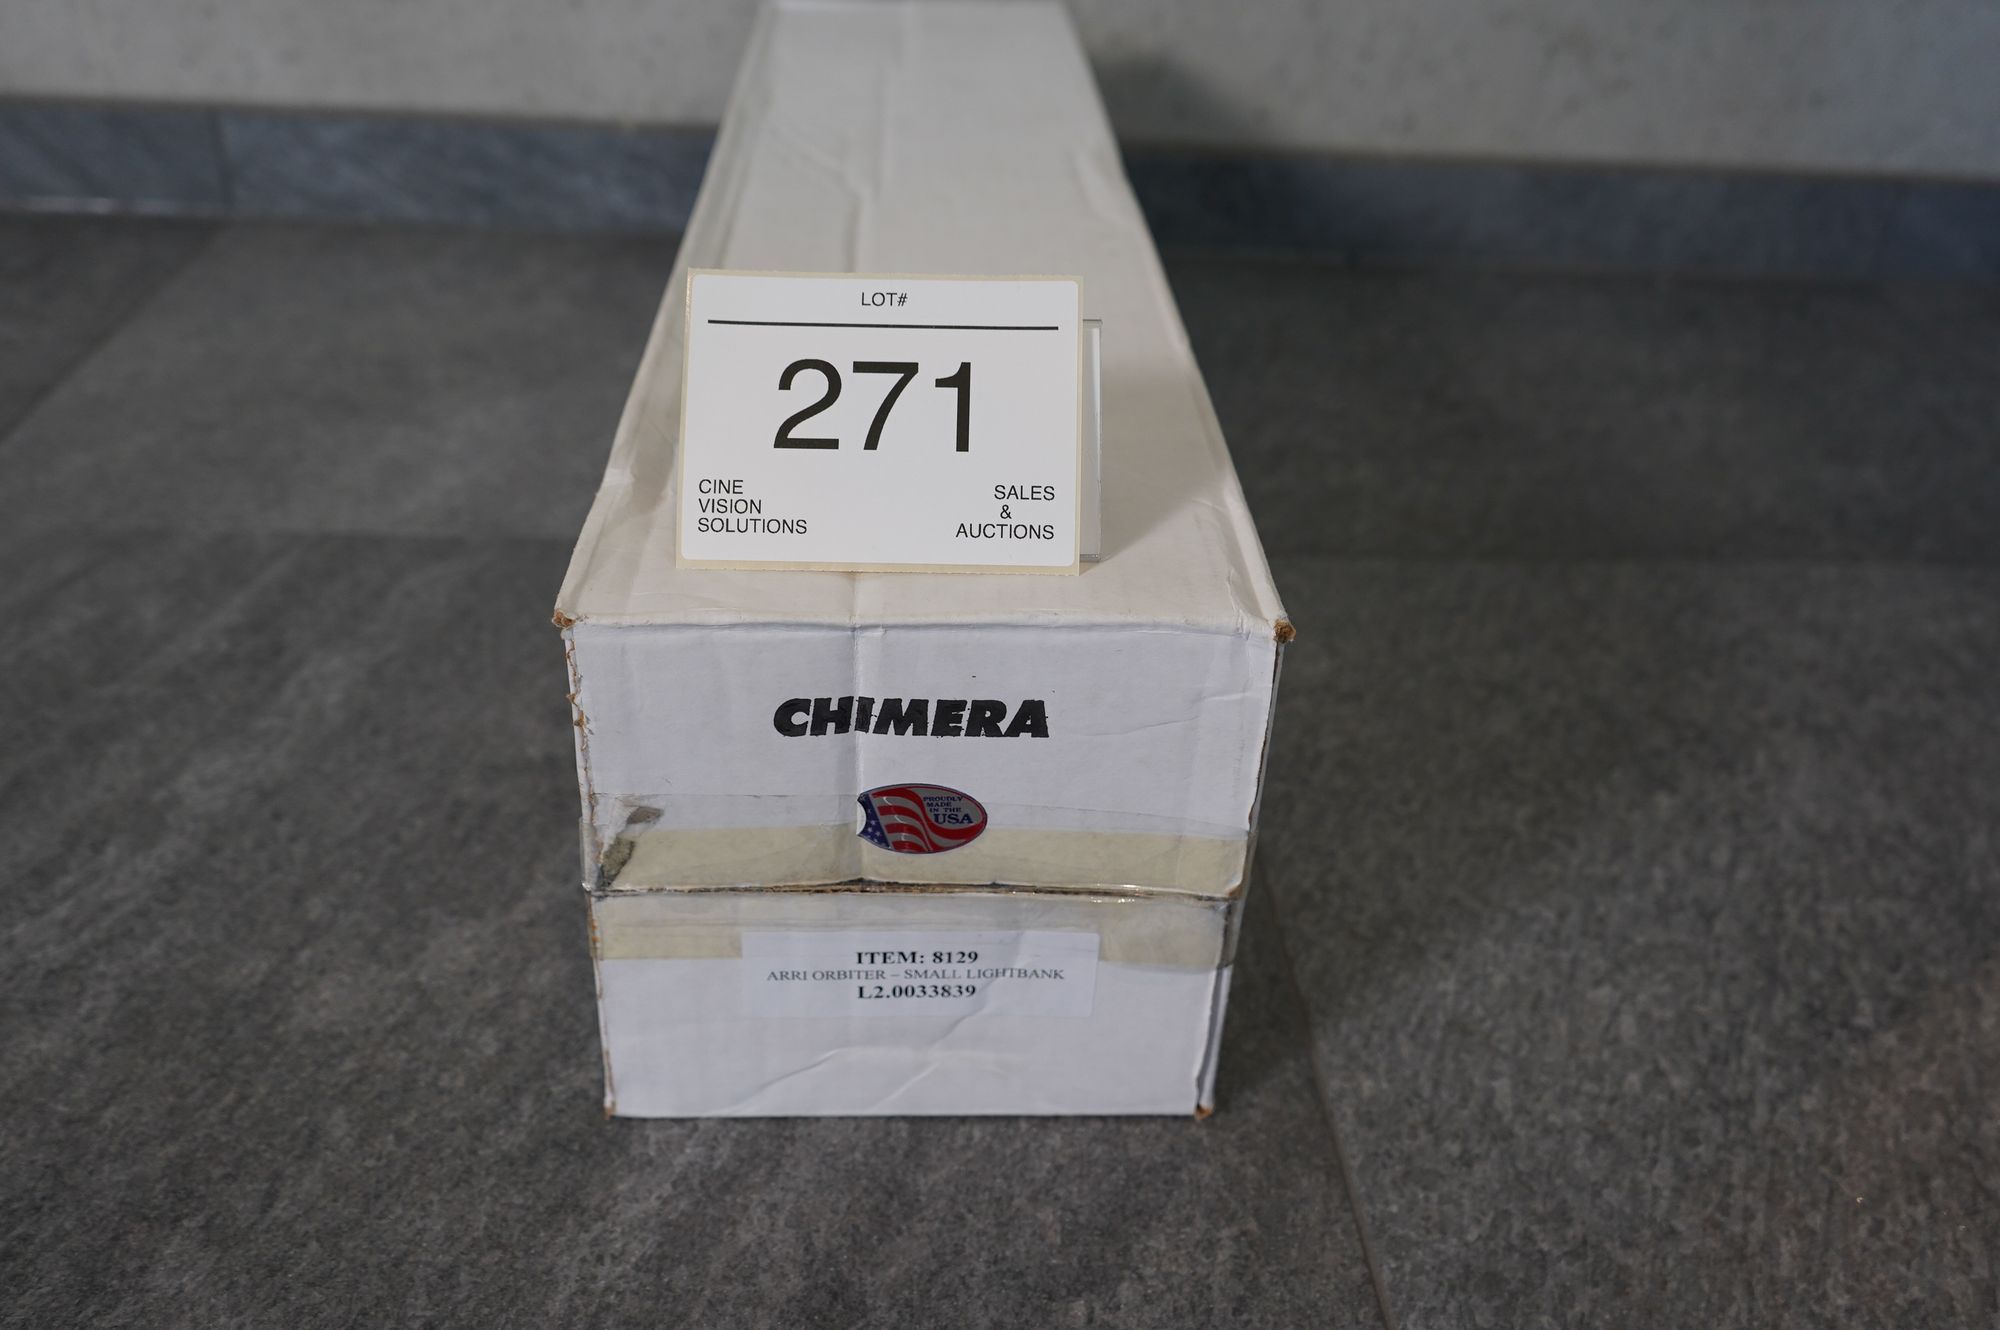 LOT#
271
CINE
VISION
SOLUTIONS
SALES
&
AUCTIONS
CHIMERA
PROUDLY
MADE
IN THE
USA
ITEM: 8129
ARRI ORBITER – SMALL LIGHTBANK
L2.0033839